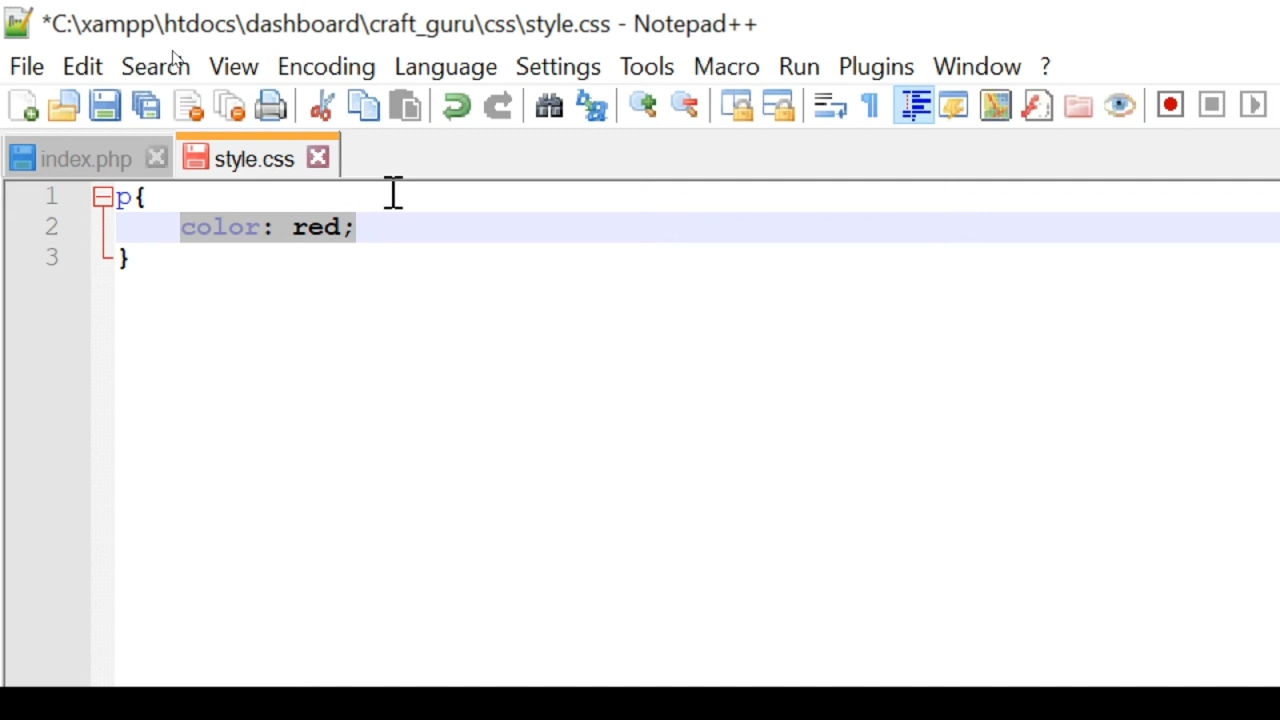 *C:\xampp\htdocs\dashboard\craft_guru\css\style.css - Notepad++
File Edit Search View Encoding Language Settings Tools Macro Run Plugins Window ?
index.php style.css
1 p{
2 color: red;
3 }